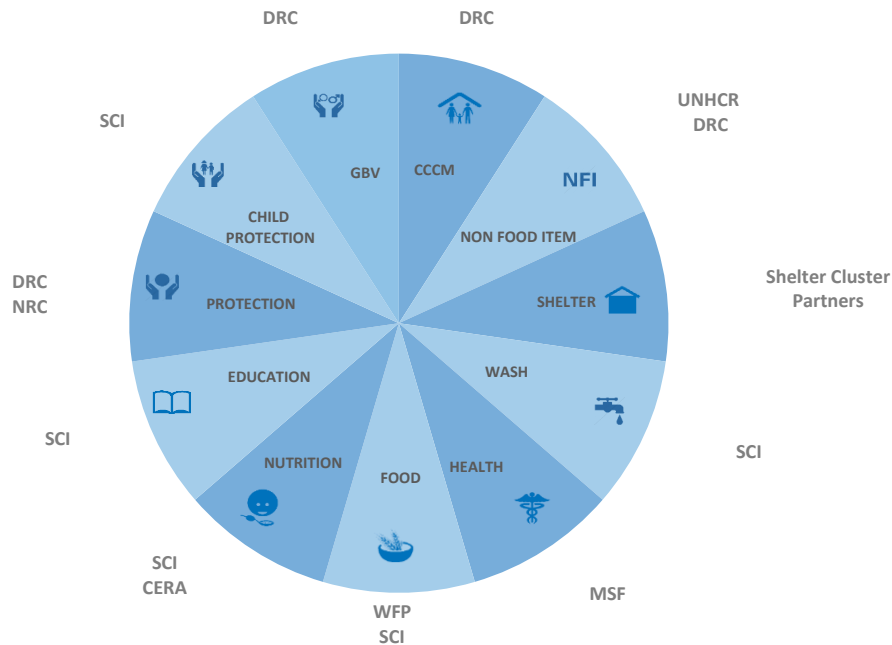 DRC
DRC
SCI
UNHCR
DRC
GBV
CCCM
NFI
CHILD
PROTECTION
NON FOOD ITEM
DRC
NRC
PROTECTION
SHELTER
Shelter Cluster
Partners
EDUCATION
WASH
SCI
SCI
NUTRITION
FOOD
HEALTH
SCI
CERA
MSF
WFP
SCI